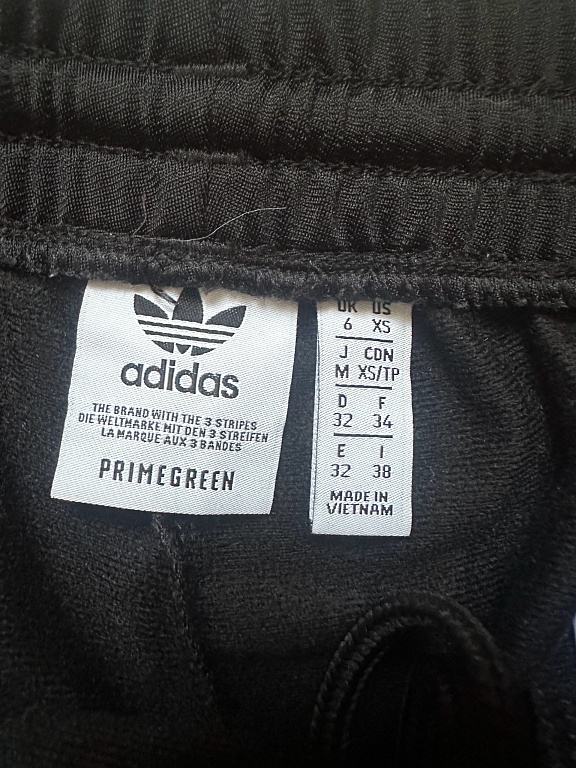 adidas
THE BRAND WITH THE 3 STRIPES
DIE WELTMARKE MIT DEN 3 STREIFEN
LA MARQUE AUX 3 BANDES
PRIMEGREEN
UK US
6 XS
J CDN
M XS/TP
D F
32 34
E I
32 38
MADE IN
VIETNAM